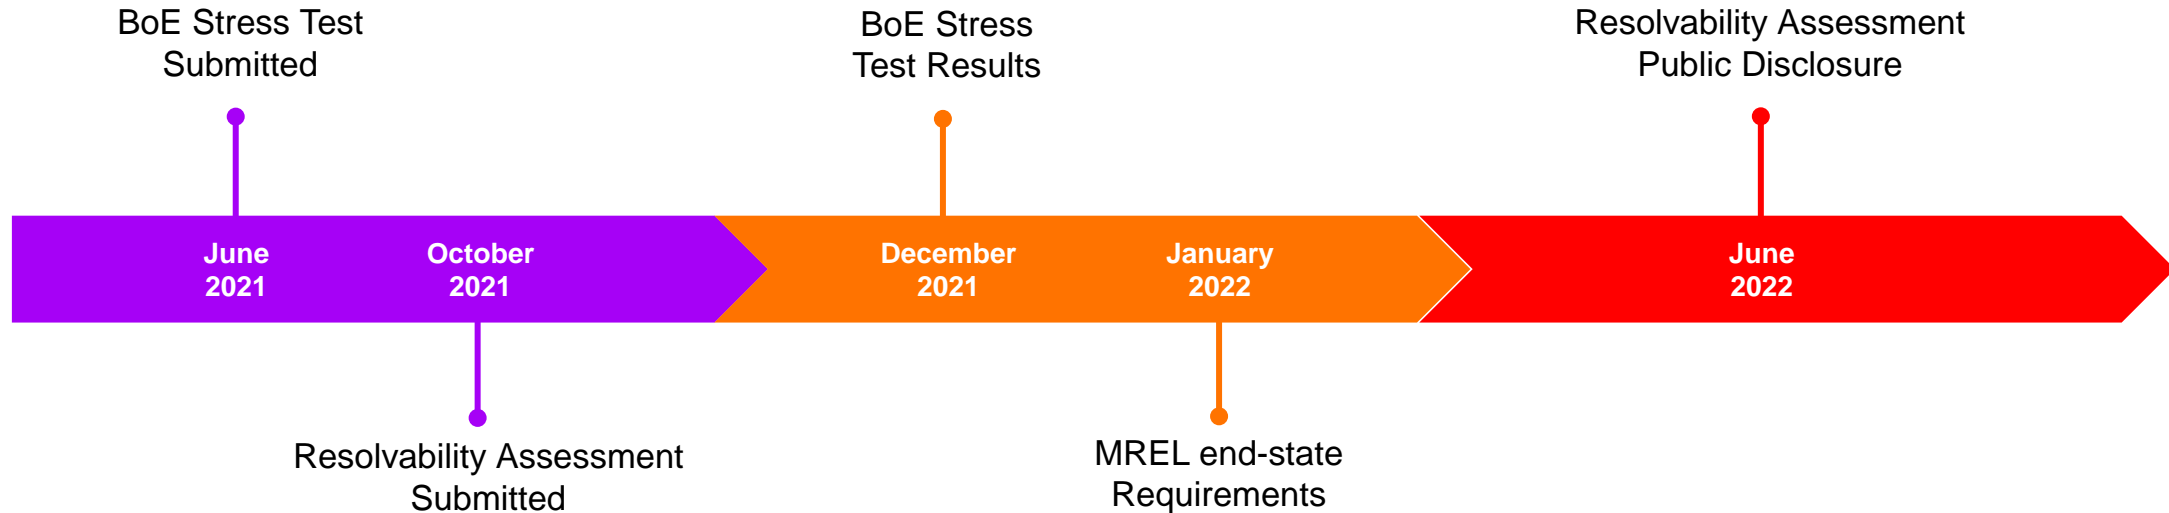 BoE Stress Test
Submitted
BoE Stress
Test Results
Resolvability Assessment
Public Disclosure
June
2021
October
2021
December
2021
January
2022
June
2022
Resolvability Assessment
Submitted
MREL end-state
Requirements